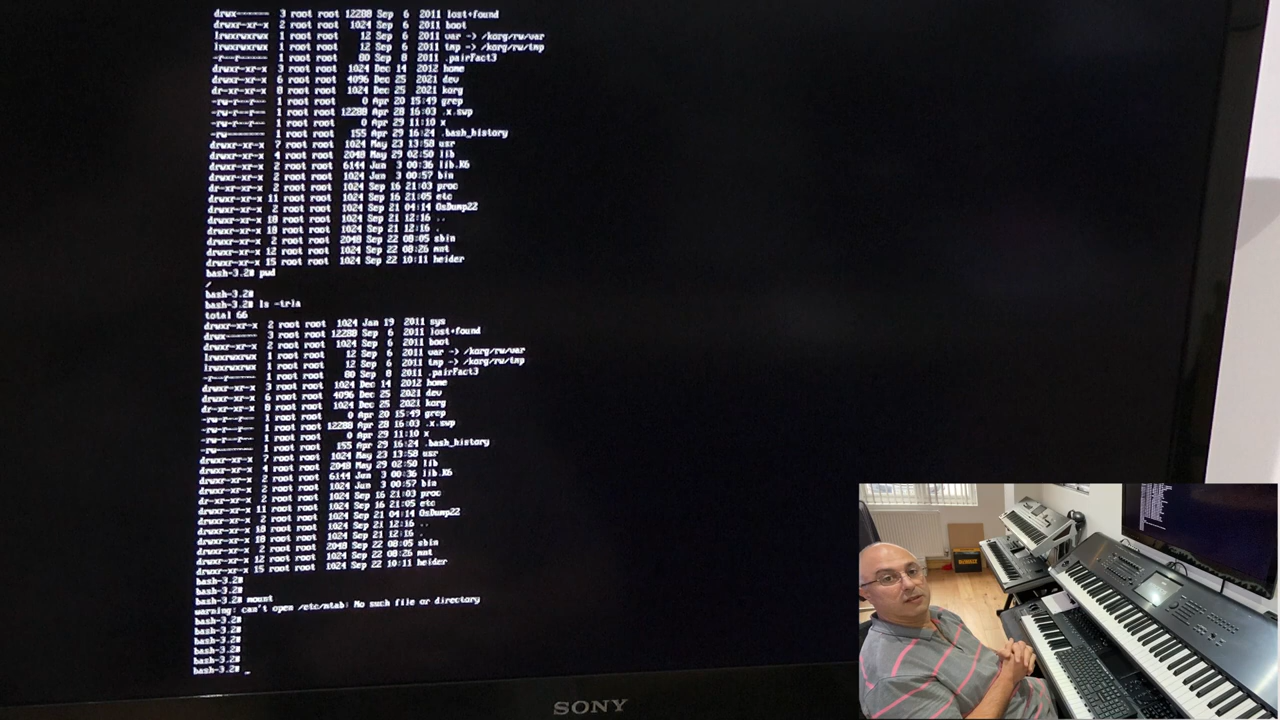 drwx------ 3 root root 12288 Sep 6 2011 lost+found
drwxr-xr-x 2 root root 1024 Sep 6 2011 boot
lrwxrwxrwx 1 root root 12 Sep 6 2011 var -> /korg/rw/var
lrwxrwxrwx 1 root root 12 Sep 6 2011 tmp -> /korg/rw/tmp
-r--r--r-- 1 root root 80 Sep 8 2011 .pairFact3
drwxr-xr-x 3 root root 1024 Dec 14 2012 home
drwxr-xr-x 6 root root 4096 Dec 25 2021 dev
dr-xr-xr-x 8 root root 1024 Dec 25 2021 korg
-rw-r--r-- 1 root root 0 Apr 20 15:49 grep
-rw-r--r-- 1 root root 12288 Apr 28 16:03 .x.swp
-rw-r--r-- 1 root root 0 Apr 29 11:10 x
-rw------- 1 root root 155 Apr 29 16:24 .bash_history
drwxr-xr-x 7 root root 1024 May 23 13:58 usr
drwxr-xr-x 4 root root 2048 May 29 02:50 lib
drwxr-xr-x 2 root root 6144 Jun 3 00:36 lib.K6
drwxr-xr-x 2 root root 1024 Jun 3 00:57 bin
dr-xr-xr-x 2 root root 1024 Sep 16 21:03 proc
drwxr-xr-x 11 root root 1024 Sep 16 21:05 etc
drwxr-xr-x 2 root root 1024 Sep 21 04:14 OsDump22
drwxr-xr-x 18 root root 1024 Sep 21 12:16 ..
drwxr-xr-x 18 root root 1024 Sep 21 12:16 .
drwxr-xr-x 2 root root 2048 Sep 22 08:05 sbin
drwxr-xr-x 12 root root 1024 Sep 22 08:26 mnt
drwxr-xr-x 15 root root 1024 Sep 22 10:11 heider
bash-3.2# pwd
/
bash-3.2#
bash-3.2# ls -trla
total 66
drwxr-xr-x 2 root root 1024 Jan 19 2011 sys
drwx------ 3 root root 12288 Sep 6 2011 lost+found
drwxr-xr-x 2 root root 1024 Sep 6 2011 boot
lrwxrwxrwx 1 root root 12 Sep 6 2011 var -> /korg/rw/var
lrwxrwxrwx 1 root root 12 Sep 6 2011 tmp -> /korg/rw/tmp
-r--r--r-- 1 root root 80 Sep 8 2011 .pairFact3
drwxr-xr-x 3 root root 1024 Dec 14 2012 home
drwxr-xr-x 6 root root 4096 Dec 25 2021 dev
dr-xr-xr-x 8 root root 1024 Dec 25 2021 korg
-rw-r--r-- 1 root root 0 Apr 20 15:49 grep
-rw-r--r-- 1 root root 12288 Apr 28 16:03 .x.swp
-rw-r--r-- 1 root root 0 Apr 29 11:10 x
-rw------- 1 root root 155 Apr 29 16:24 .bash_history
drwxr-xr-x 7 root root 1024 May 23 13:58 usr
drwxr-xr-x 4 root root 2048 May 29 02:50 lib
drwxr-xr-x 2 root root 6144 Jun 3 00:36 lib.K6
drwxr-xr-x 2 root root 1024 Jun 3 00:57 bin
dr-xr-xr-x 2 root root 1024 Sep 16 21:03 proc
drwxr-xr-x 11 root root 1024 Sep 16 21:05 etc
drwxr-xr-x 2 root root 1024 Sep 21 04:14 OsDump22
drwxr-xr-x 18 root root 1024 Sep 21 12:16 ..
drwxr-xr-x 18 root root 1024 Sep 21 12:16 .
drwxr-xr-x 2 root root 2048 Sep 22 08:05 sbin
drwxr-xr-x 12 root root 1024 Sep 22 08:26 mnt
drwxr-xr-x 15 root root 1024 Sep 22 10:11 heider
bash-3.2#
bash-3.2#
bash-3.2# mount
warning: can't open /etc/mtab: No such file or directory
bash-3.2#
bash-3.2#
bash-3.2#
bash-3.2#
bash-3.2#
bash-3.2# _
SONY